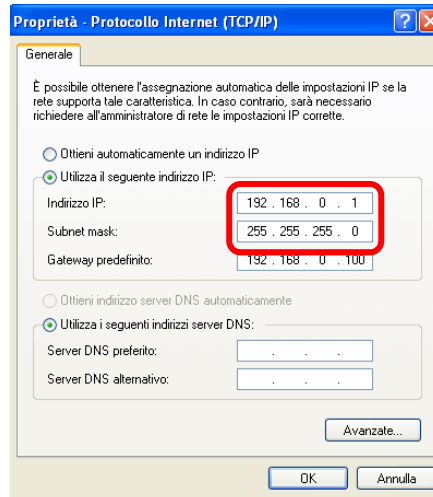 Proprietà - Protocollo Internet (TCP/IP)
Generale
È possibile ottenere l'assegnazione automatica delle impostazioni IP se la
rete supporta tale caratteristica. In caso contrario, sarà necessario
richiedere all'amministratore di rete le impostazioni IP corrette.
Ottieni automaticamente un indirizzo IP
Utilizza il seguente indirizzo IP:
Indirizzo IP: 192 . 168 . 0 . 1
Subnet mask: 255 . 255 . 255 . 0
Gateway predefinito: 192 . 168 . 0 . 100
Ottieni indirizzo server DNS automaticamente
Utilizza i seguenti indirizzi server DNS:
Server DNS preferito: . . .
Server DNS alternativo: . . .
Avanzate...
OK Annulla